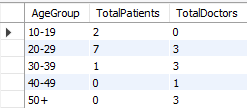 AgeGroup TotalPatients TotalDoctors
10-19 2 0
20-29 7 3
30-39 1 3
40-49 0 1
50+ 0 3